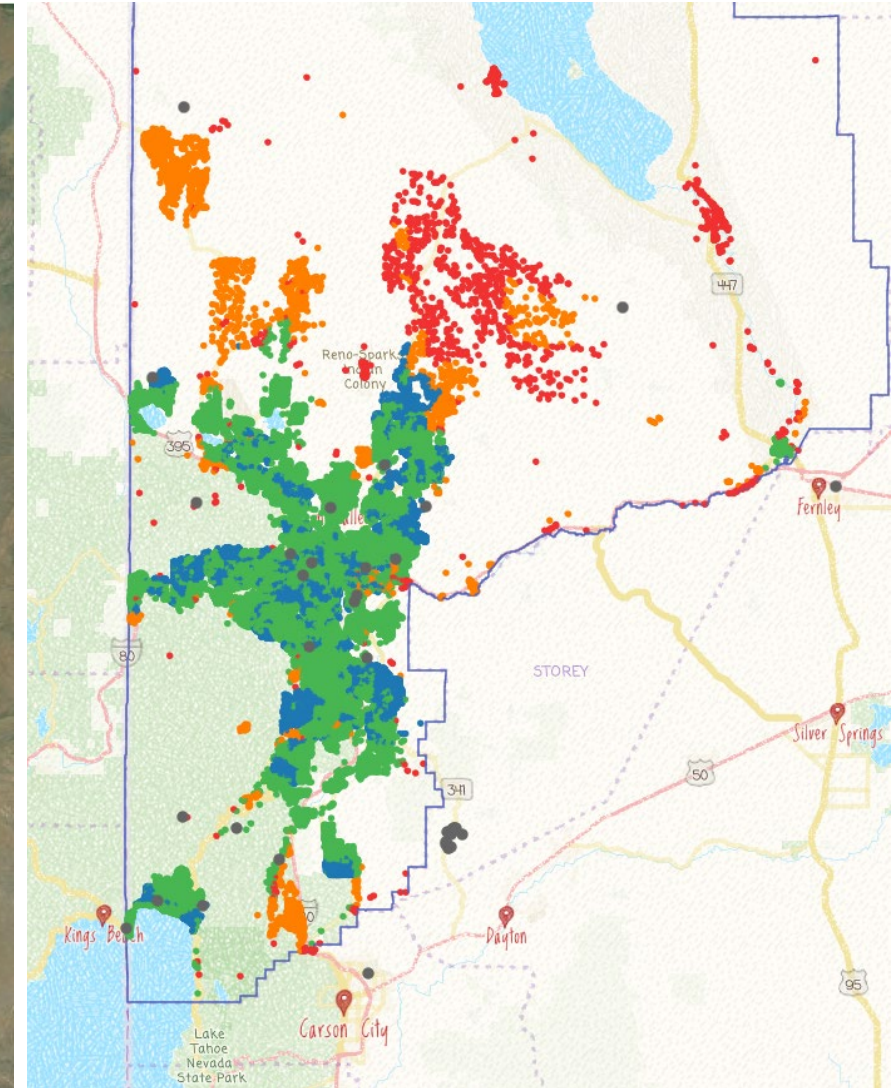 447
Reno-Spark
Indian
Colony
395
Fernley
80
STOREY
Silver Springs
50
341
Kings Beach
Dayton
95
Carson City
Lake
Tahoe
Nevada
State Park